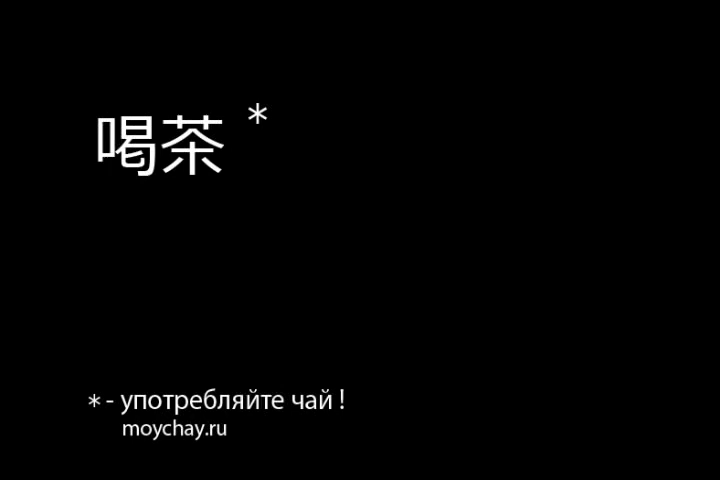 喝茶 *
* - употребляйте чай !
moychay.ru